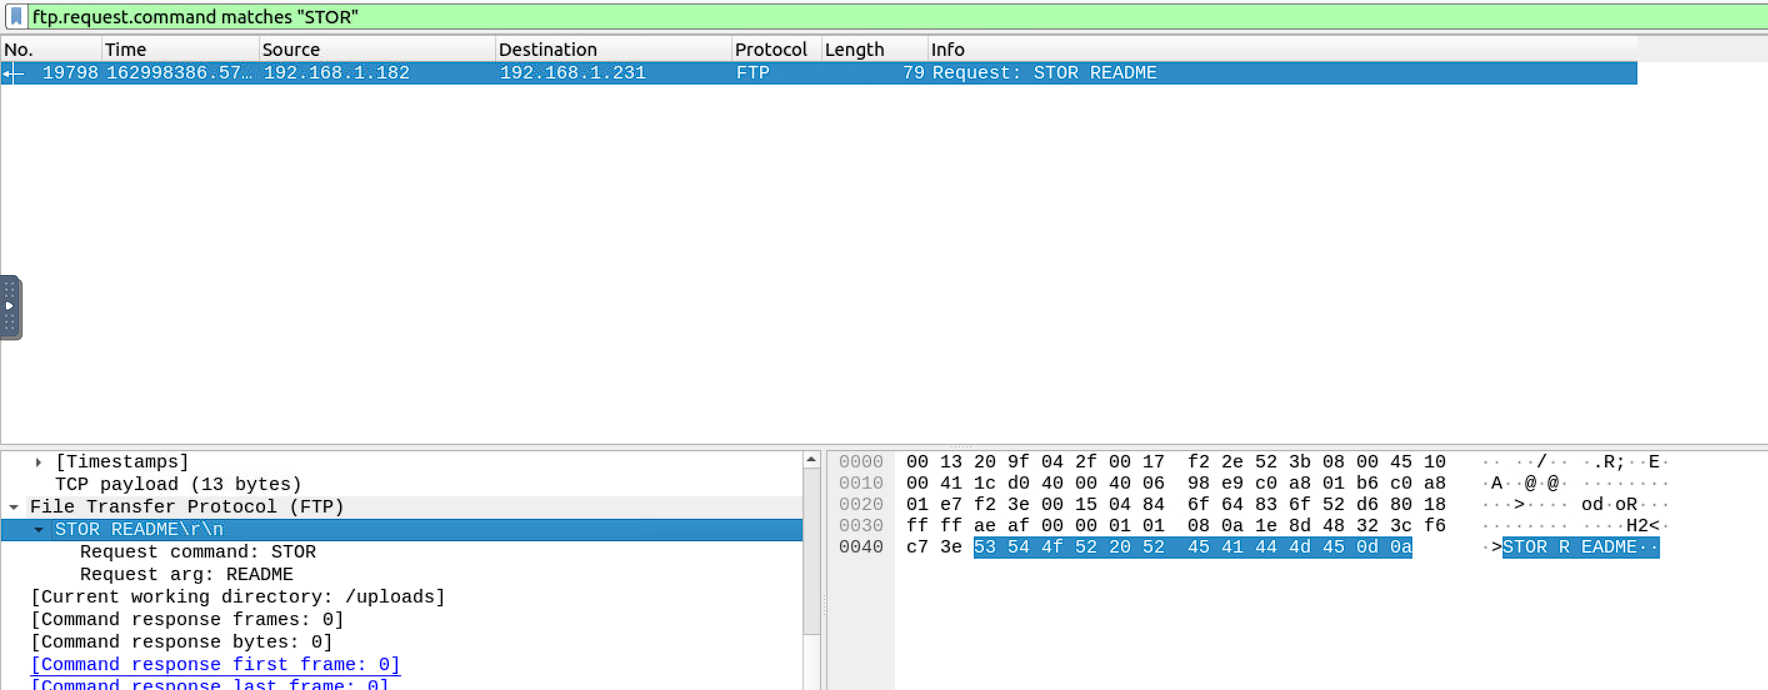 ftp.request.command matches "STOR"
No. Time Source Destination Protocol Length Info
19798 162998386.57… 192.168.1.182 192.168.1.231 FTP 79 Request: STOR README
[Timestamps]
TCP payload (13 bytes)
File Transfer Protocol (FTP)
STOR README\r\n
Request command: STOR
Request arg: README
[Current working directory: /uploads]
[Command response frames: 0]
[Command response bytes: 0]
[Command response first frame: 0]
[Command response last frame: 0]
0000 00 13 20 9f 04 2f 00 17 f2 2e 52 3b 08 00 45 10 ·· ··/·· ·.R;··E·
0010 00 41 1c d0 40 00 40 06 98 e9 c0 a8 01 b6 c0 a8 ·A··@·@· ········
0020 01 e7 f2 3e 00 15 04 84 6f 64 83 6f 52 d6 80 18 ···>···· od·oR···
0030 ff ff ae af 00 00 01 01 08 0a 1e 8d 48 32 3c f6 ········ ····H2<·
0040 c7 3e 53 54 4f 52 20 52 45 41 44 4d 45 0d 0a ·>STOR R EADME··